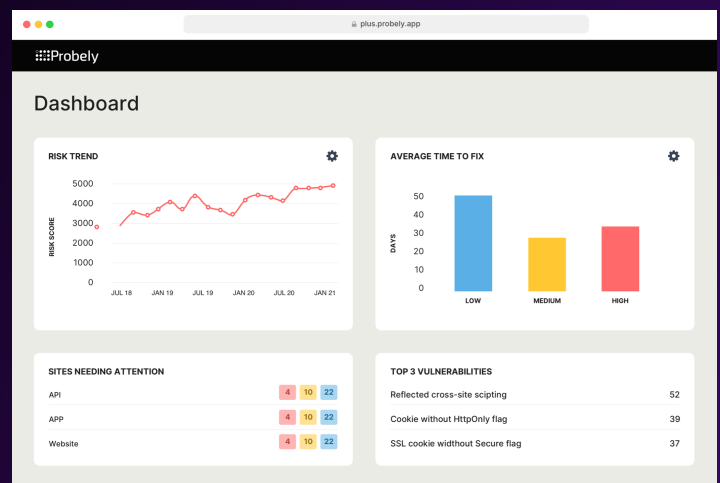 plus.probely.app
Probely
Dashboard
RISK TREND
RISK SCORE
5000
4000
3000
2000
1000
0
JUL 18 JAN 19 JUL 19 JAN 20 JUL 20 JAN 21
AVERAGE TIME TO FIX
DAYS
50
40
30
20
10
0
LOW MEDIUM HIGH
SITES NEEDING ATTENTION
API 4 10 22
APP 4 10 22
Website 4 10 22
TOP 3 VULNERABILITIES
Reflected cross-site scipting 52
Cookie without HttpOnly flag 39
SSL cookie widthout Secure flag 37